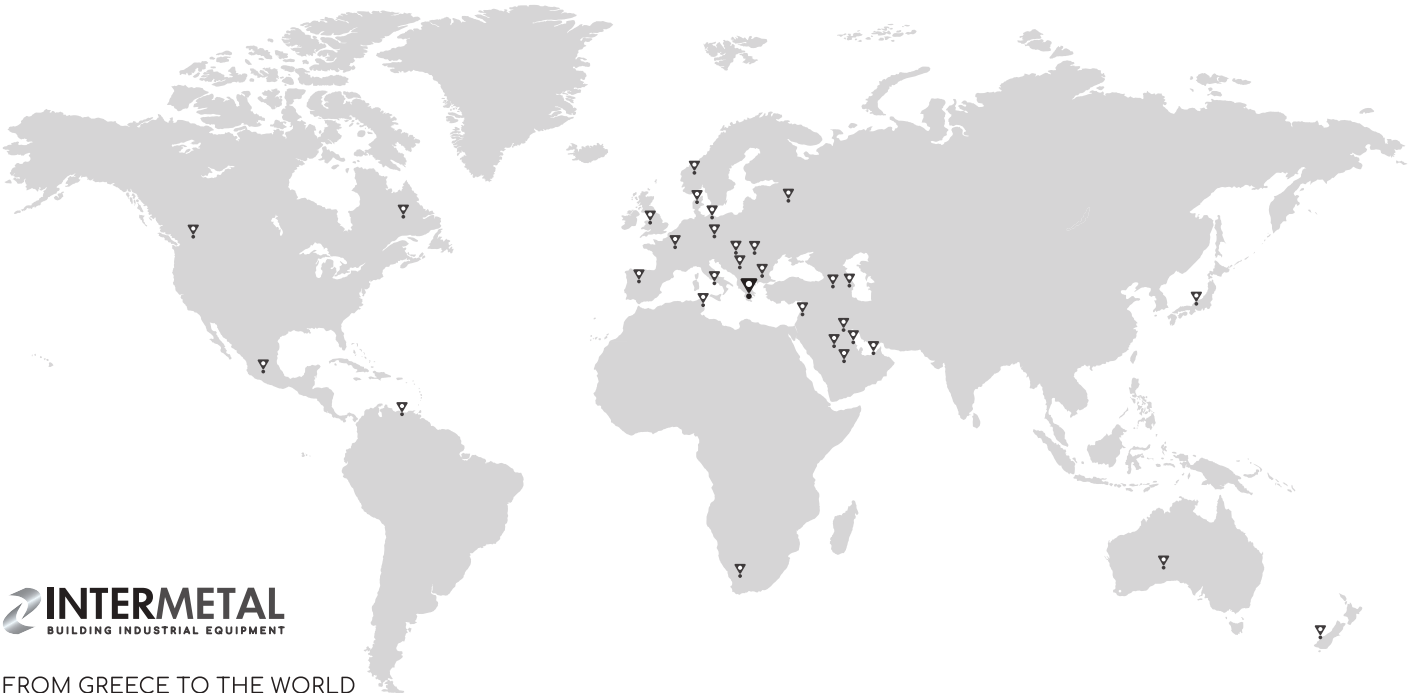 INTERMETAL
BUILDING INDUSTRIAL EQUIPMENT
FROM GREECE TO THE WORLD